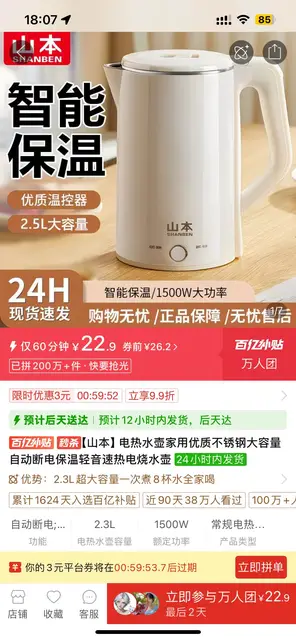 18:07
85
山本
SHANBEN
智能
保温
优质温控器
2.5L大容量
山本
SHANBEN
24H
现货速发
智能保温/1500W大功率
购物无忧/正品保障/无忧售后
1/7
仅60分钟 ¥22.9 券前¥26.2>
已拼200万+件·快要抢光
百亿补贴
万人团
限时优惠3元 00:59:52 立享9.9折
预计后天送达 预计12小时内发货，后天达
百亿补贴 秒杀 【山本】电热水壶家用优质不锈钢大容量
自动断电保温轻音速热电烧水壶 24小时内发货
优势：2.3L 超大容量一次煮8杯水全家喝
累计1624天入选百亿补贴 近90天38万人看过 100万+人
自动断电;... 2.3L 1500W 常规电热...
功能 电热水壶容量 额定功率 产品类型
你的3元平台券将在00:59:53.7后过期 立即拼单
店铺 收藏 客服
立即参与万人团¥22.9
最后2天